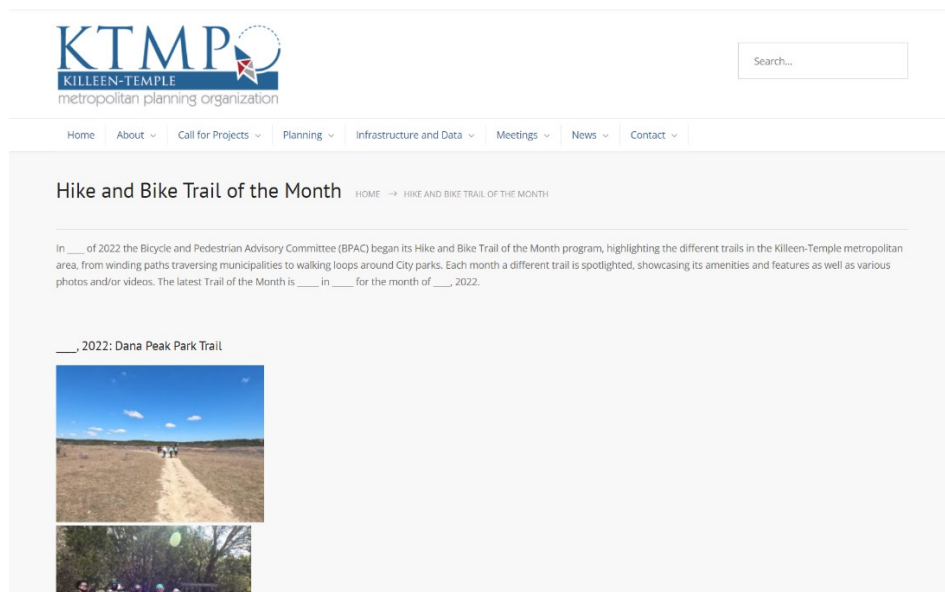 KTMP
KILLEEN-TEMPLE
metropolitan planning organization
Search...
Home About Call for Projects Planning Infrastructure and Data Meetings News Contact
Hike and Bike Trail of the Month HOME → HIKE AND BIKE TRAIL OF THE MONTH
In ____ of 2022 the Bicycle and Pedestrian Advisory Committee (BPAC) began its Hike and Bike Trail of the Month program, highlighting the different trails in the Killeen-Temple metropolitan
area, from winding paths traversing municipalities to walking loops around City parks. Each month a different trail is spotlighted, showcasing its amenities and features as well as various
photos and/or videos. The latest Trail of the Month is _____ in _____ for the month of ____, 2022.
____, 2022: Dana Peak Park Trail